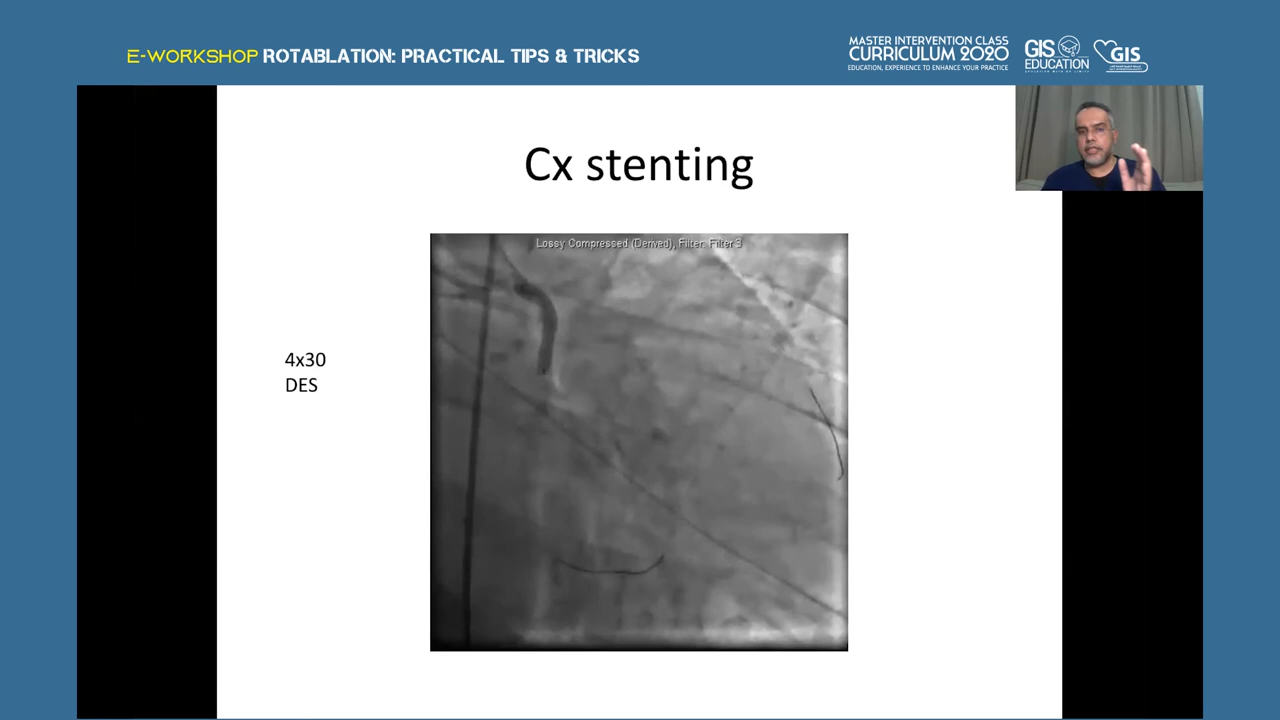 E-WORKSHOP ROTABLATION: PRACTICAL TIPS & TRICKS
MASTER INTERVENTION CLASS
CURRICULUM 2020
EDUCATION, EXPERIENCE TO ENHANCE YOUR PRACTICE
GIS
EDUCATION
GIS
Cx stenting
Lossy Compressed (Derived), Filter: Filter 3
4x30
DES